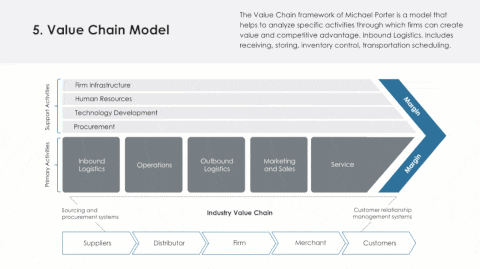 5. Value Chain Model
The Value Chain framework of Michael Porter is a model that
helps to analyze specific activities through which firms can create
value and competitive advantage. Inbound Logistics. Includes
receiving, storing, inventory control, transportation scheduling.
Support Activities
Firm Infrastructure
Human Resources
Technology Development
Procurement
Margin
Primary Activities
Inbound
Logistics
Operations
Outbound
Logistics
Marketing
and Sales
Service
Margin
Sourcing and
procurement systems
Industry Value Chain
Customer relationship
management systems
Suppliers
Distributor
Firm
Merchant
Customers